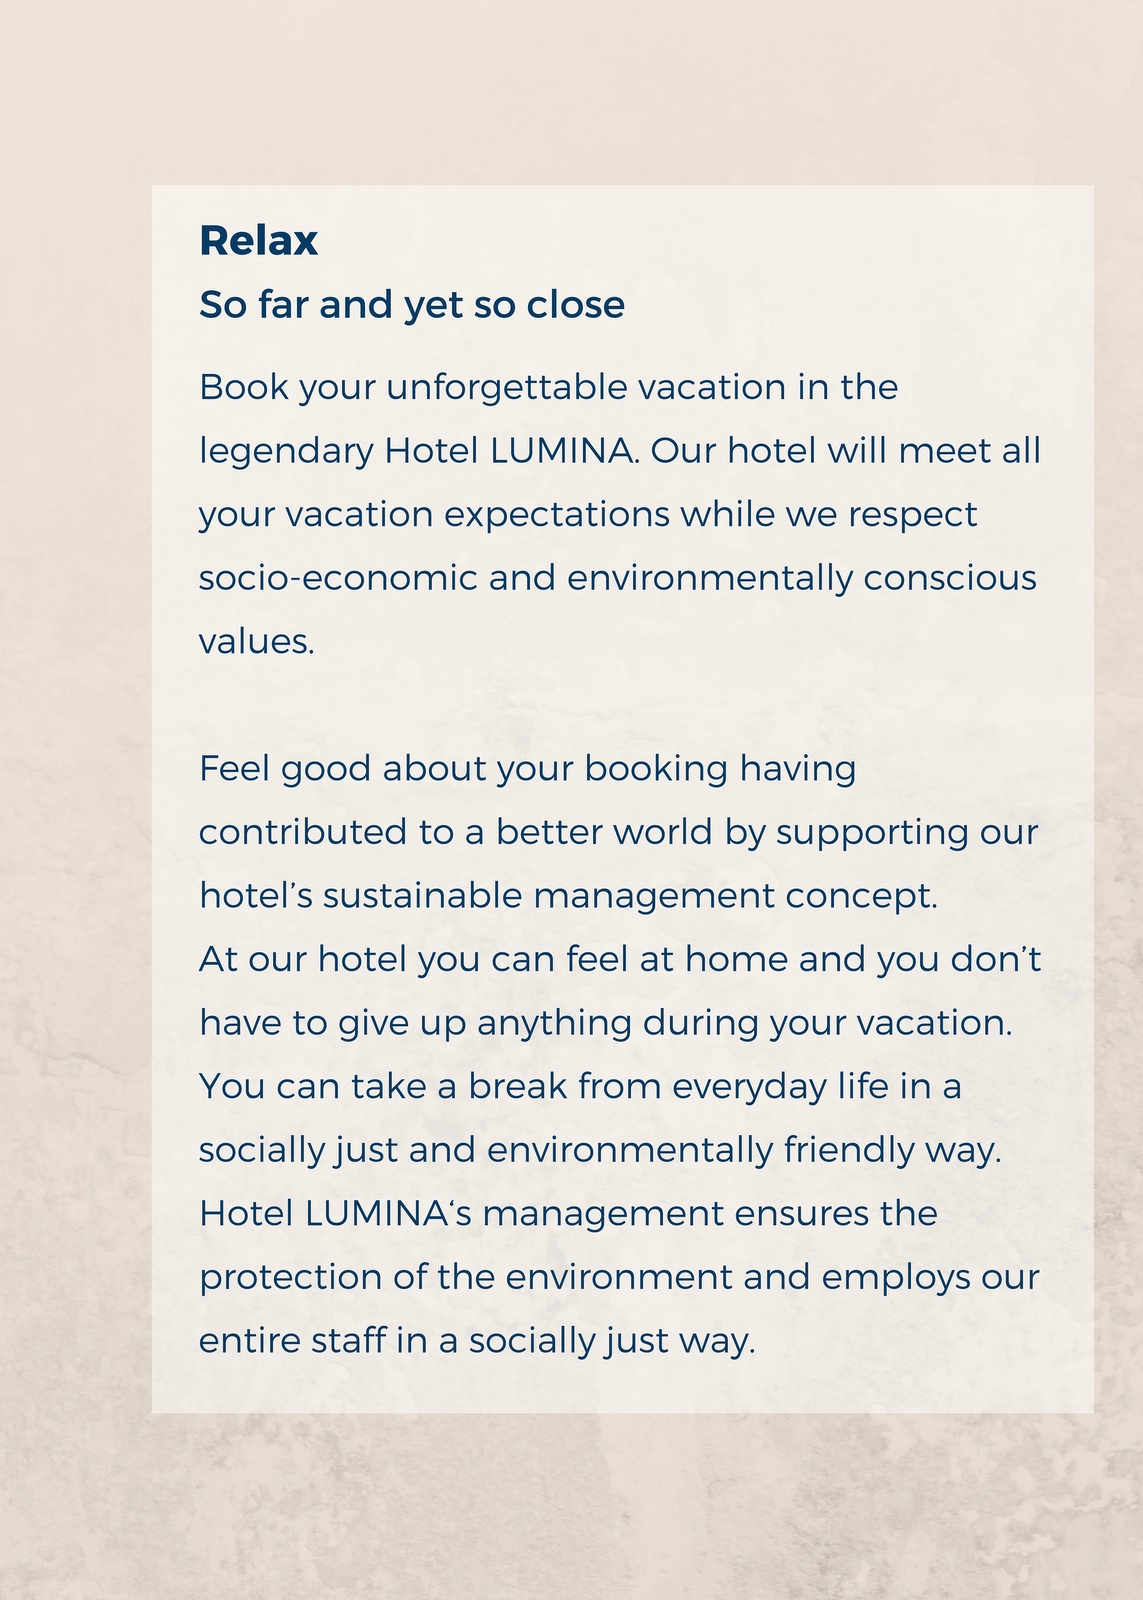 Relax
So far and yet so close
Book your unforgettable vacation in the
legendary Hotel LUMINA. Our hotel will meet all
your vacation expectations while we respect
socio-economic and environmentally conscious
values.
Feel good about your booking having
contributed to a better world by supporting our
hotel’s sustainable management concept.
At our hotel you can feel at home and you don’t
have to give up anything during your vacation.
You can take a break from everyday life in a
socially just and environmentally friendly way.
Hotel LUMINA‘s management ensures the
protection of the environment and employs our
entire staff in a socially just way.